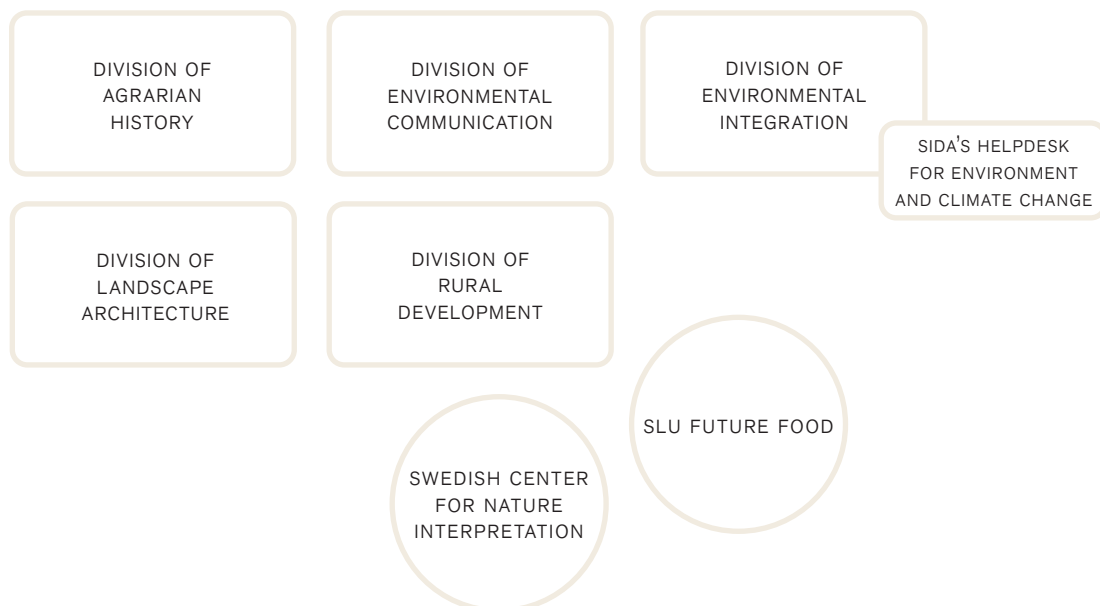 DIVISION OF
AGRARIAN
HISTORY
DIVISION OF
ENVIRONMENTAL
COMMUNICATION
DIVISION OF
ENVIRONMENTAL
INTEGRATION
SIDA'S HELPDESK
FOR ENVIRONMENT
AND CLIMATE CHANGE
DIVISION OF
LANDSCAPE
ARCHITECTURE
DIVISION OF
RURAL
DEVELOPMENT
SLU FUTURE FOOD
SWEDISH CENTER
FOR NATURE
INTERPRETATION